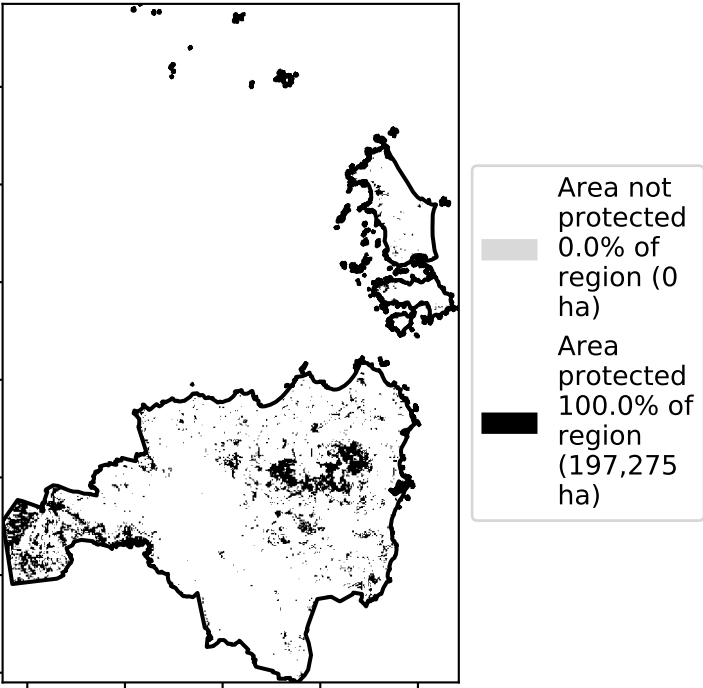 Area not
protected
0.0% of
region (0
ha)
Area
protected
100.0% of
region
(197,275
ha)